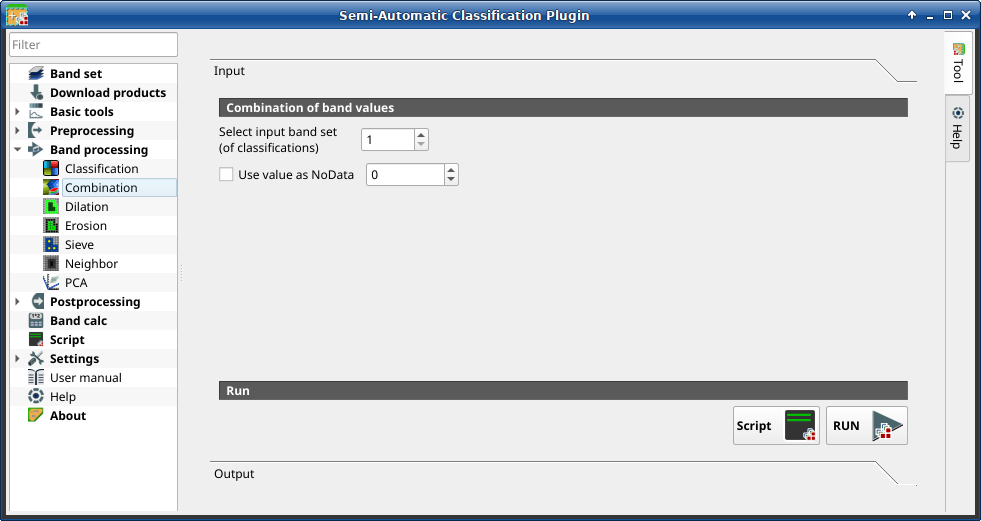 Semi-Automatic Classification Plugin
Filter
Band set
Download products
Basic tools
Preprocessing
Band processing
Classification
Combination
Dilation
Erosion
Sieve
Neighbor
PCA
Postprocessing
Band calc
Script
Settings
User manual
Help
About
Input
Combination of band values
Select input band set
(of classifications)
1
Use value as NoData
0
Run
Script
RUN
Output
Tool
Help